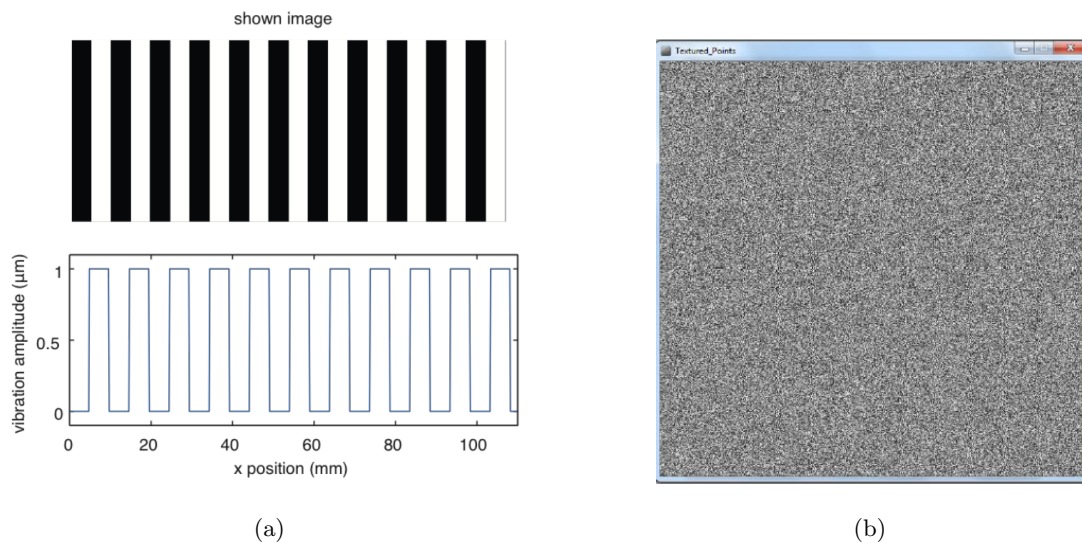 shown image
Textured_Points
vibration amplitude (µm)
1
0.5
0
0 20 40 60 80 100
x position (mm)
(a)
(b)